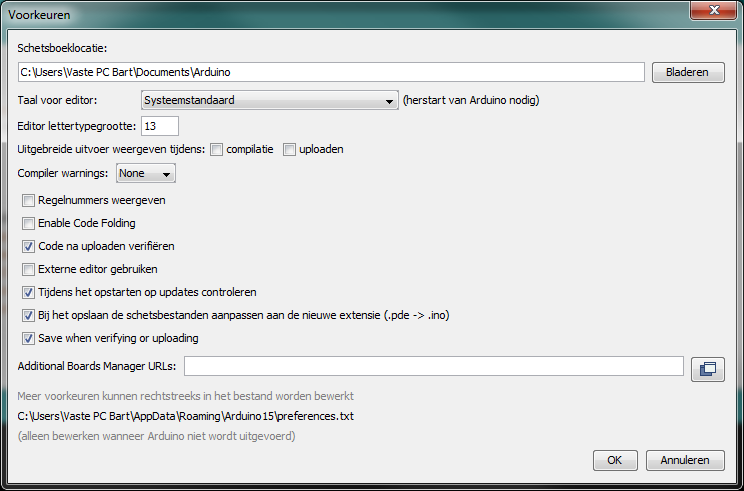 Voorkeuren
Schetsboeklocatie:
C:\Users\Vaste PC Bart\Documents\Arduino Bladeren
Taal voor editor: Systeemstandaard (herstart van Arduino nodig)
Editor lettertypegrootte: 13
Uitgebreide uitvoer weergeven tijdens: compilatie uploaden
Compiler warnings: None
Regelnummers weergeven
Enable Code Folding
Code na uploaden verifiëren
Externe editor gebruiken
Tijdens het opstarten op updates controleren
Bij het opslaan de schetsbestanden aanpassen aan de nieuwe extensie (.pde -> .ino)
Save when verifying or uploading
Additional Boards Manager URLs:
Meer voorkeuren kunnen rechtstreeks in het bestand worden bewerkt
C:\Users\Vaste PC Bart\AppData\Roaming\Arduino15\preferences.txt
(alleen bewerken wanneer Arduino niet wordt uitgevoerd)
OK Annuleren